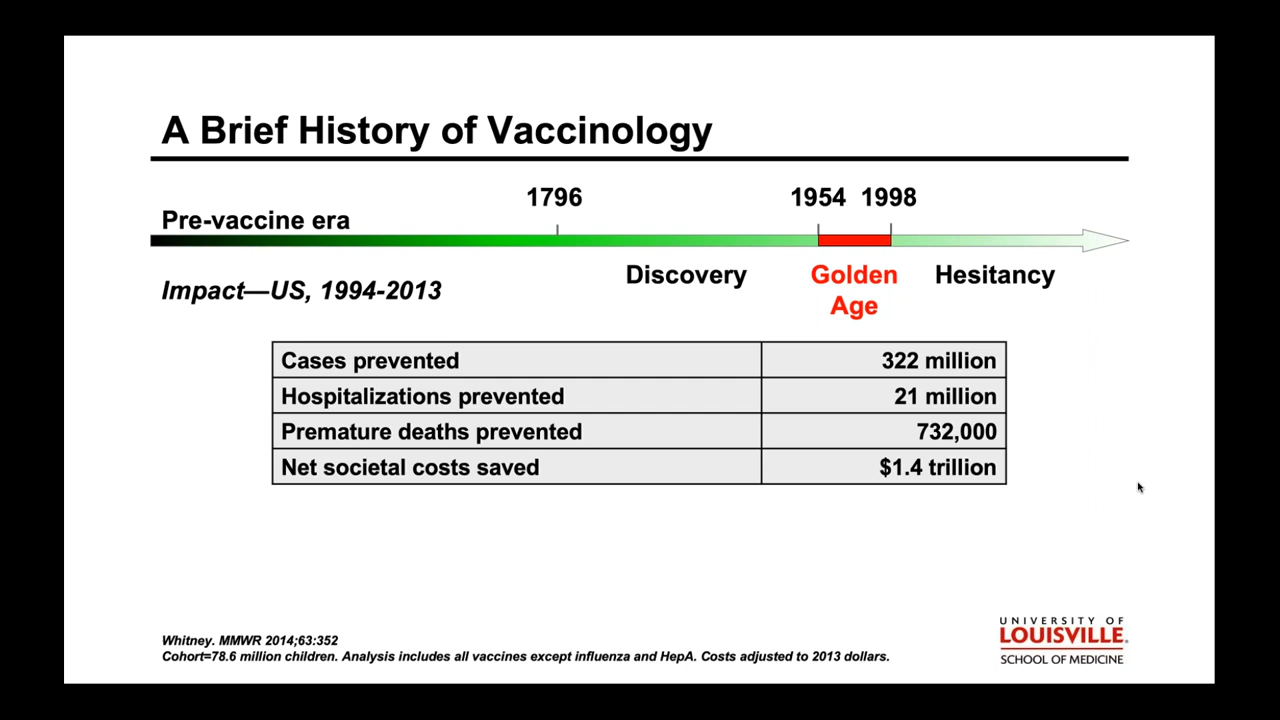 A Brief History of Vaccinology
1796
1954 1998
Pre-vaccine era
Discovery
Golden
Age
Hesitancy
Impact—US, 1994-2013
Cases prevented 322 million
Hospitalizations prevented 21 million
Premature deaths prevented 732,000
Net societal costs saved $1.4 trillion
Whitney. MMWR 2014;63:352
Cohort=78.6 million children. Analysis includes all vaccines except influenza and HepA. Costs adjusted to 2013 dollars.
UNIVERSITY OF
LOUISVILLE.
SCHOOL OF MEDICINE